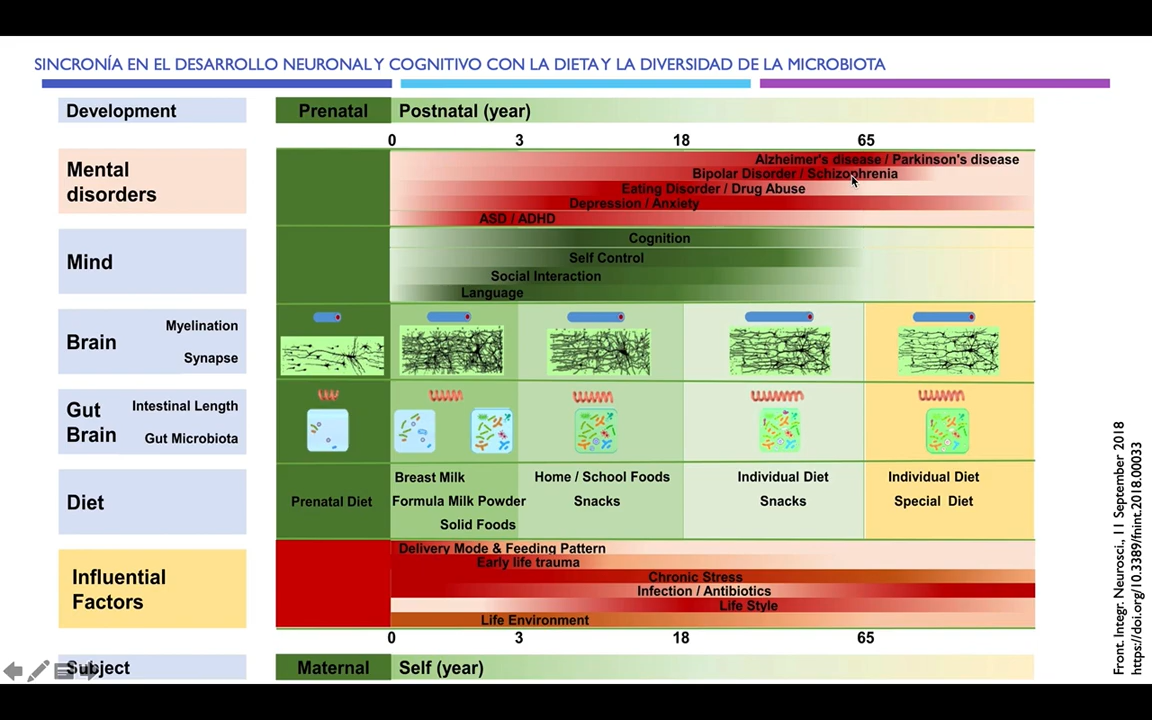 SINCRONÍA EN EL DESARROLLO NEURONAL Y COGNITIVO CON LA DIETA Y LA DIVERSIDAD DE LA MICROBIOTA
Development
Prenatal
Postnatal (year)
0 3 18 65
Mental
disorders
Alzheimer's disease / Parkinson's disease
Bipolar Disorder / Schizophrenia
Eating Disorder / Drug Abuse
Depression / Anxiety
ASD / ADHD
Mind
Cognition
Self Control
Social Interaction
Language
Brain
Myelination
Synapse
Gut
Brain
Intestinal Length
Gut Microbiota
Diet
Prenatal Diet
Breast Milk
Formula Milk Powder
Solid Foods
Home / School Foods
Snacks
Individual Diet
Snacks
Individual Diet
Special Diet
Influential
Factors
Delivery Mode & Feeding Pattern
Early life trauma
Chronic Stress
Infection / Antibiotics
Life Style
Life Environment
0 3 18 65
Subject
Maternal
Self (year)
Front. Integr. Neurosci., 11 September 2018
https://doi.org/10.3389/fnint.2018.00033